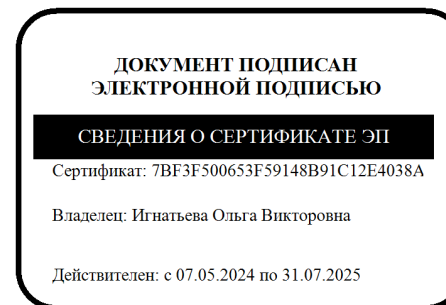 ДОКУМЕНТ ПОДПИСАН
ЭЛЕКТРОННОЙ ПОДПИСЬЮ
СВЕДЕНИЯ О СЕРТИФИКАТЕ ЭП
Сертификат: 7BF3F500653F59148B91C12E4038A
Владелец: Игнатьева Ольга Викторовна
Действителен: с 07.05.2024 по 31.07.2025